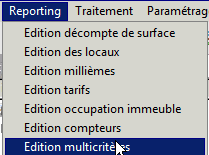 Reporting Traitement Paramétrag
Edition décompte de surface
Edition des locaux
Edition millièmes
Edition tarifs
Edition occupation immeuble
Edition compteurs
Edition multicritères